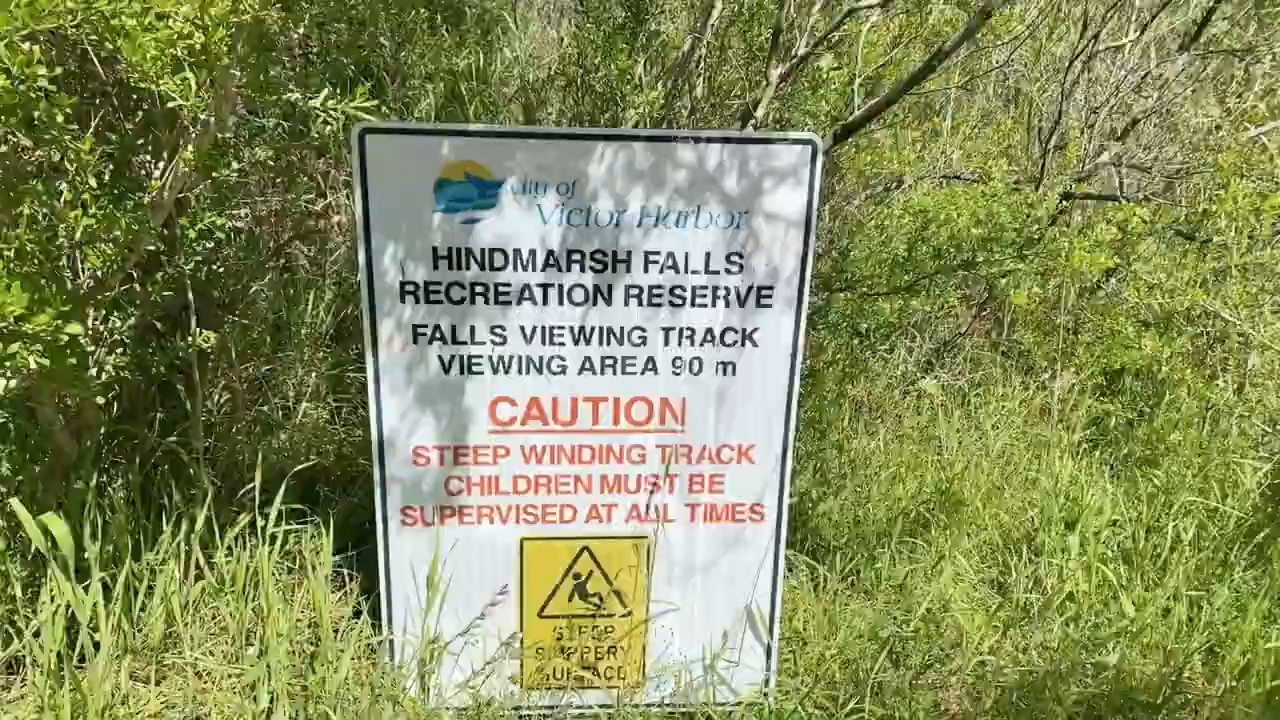 City of
Victor Harbor
HINDMARSH FALLS
RECREATION RESERVE
FALLS VIEWING TRACK
VIEWING AREA 90 m
CAUTION
STEEP WINDING TRACK
CHILDREN MUST BE
SUPERVISED AT ALL TIMES
STEEP
SLIPPERY
SURFACE